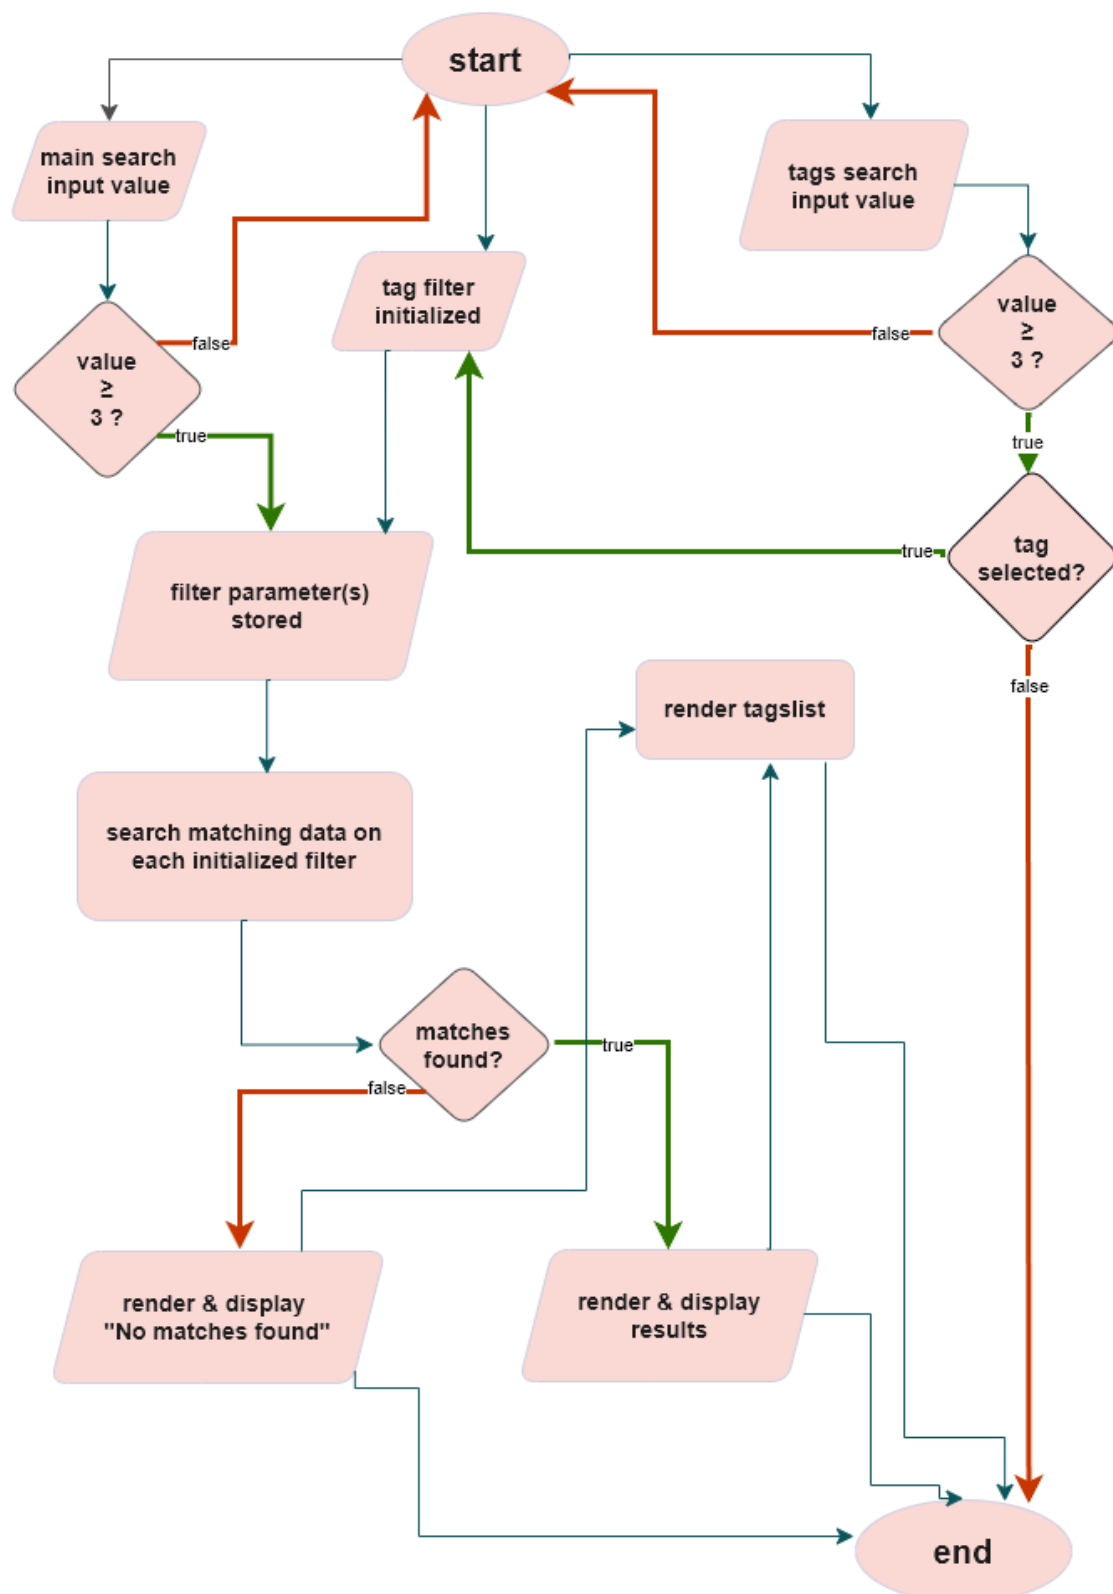 start
main search
input value
tags search
input value
tag filter
initialized
value
≥
3 ?
false
true
value
≥
3 ?
false
true
tag
selected?
true
false
filter parameter(s)
stored
render tagslist
search matching data on
each initialized filter
matches
found?
true
false
render & display
"No matches found"
render & display
results
end